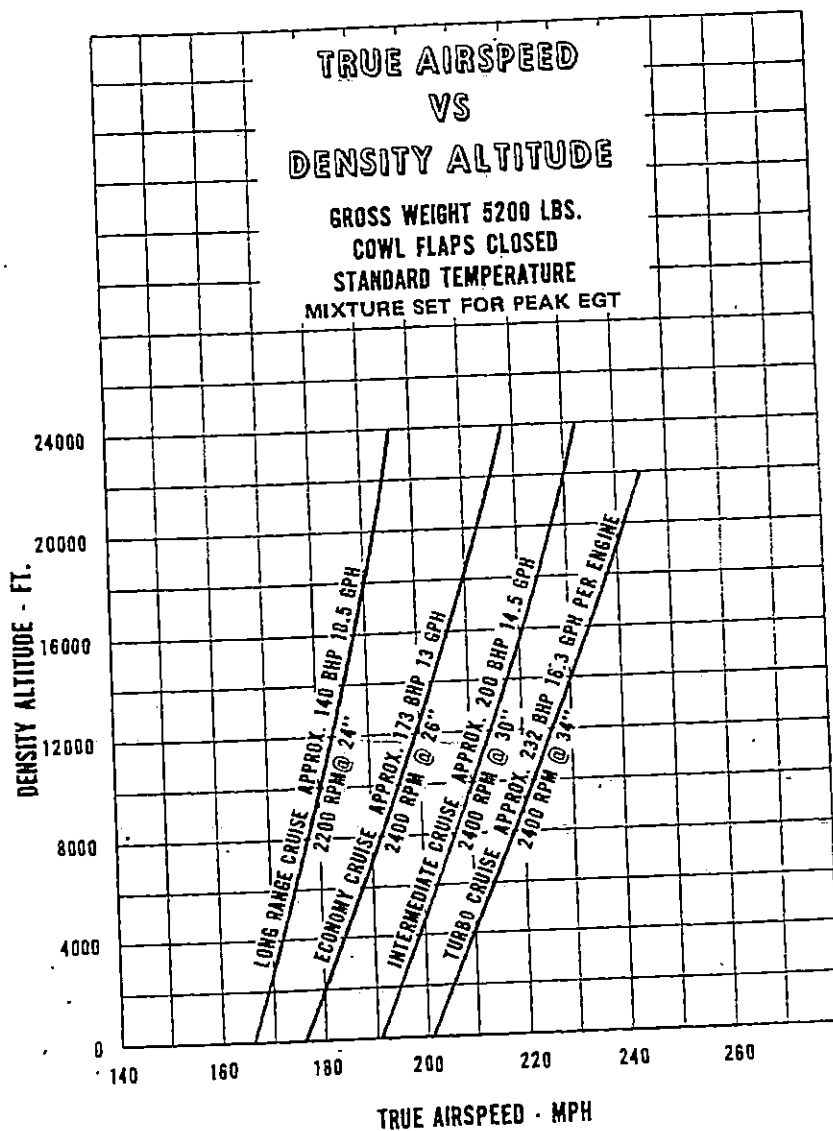 TRUE AIRSPEED
VS
DENSITY ALTITUDE
GROSS WEIGHT 5200 LBS.
COWL FLAPS CLOSED
STANDARD TEMPERATURE
MIXTURE SET FOR PEAK EGT
DENSITY ALTITUDE - FT.
24000
20000
16000
12000
8000
4000
0
LONG RANGE CRUISE APPROX. 140 BHP 10.5 GPH
2200 RPM @ 24"
ECONOMY CRUISE APPROX. 173 BHP 13 GPH
2400 RPM @ 26"
INTERMEDIATE CRUISE APPROX. 200 BHP 14.5 GPH
2400 RPM @ 30"
TURBO CRUISE APPROX. 232 BHP 16.3 GPH PER ENGINE
2400 RPM @ 34"
140 160 180 200 220 240 260
TRUE AIRSPEED - MPH